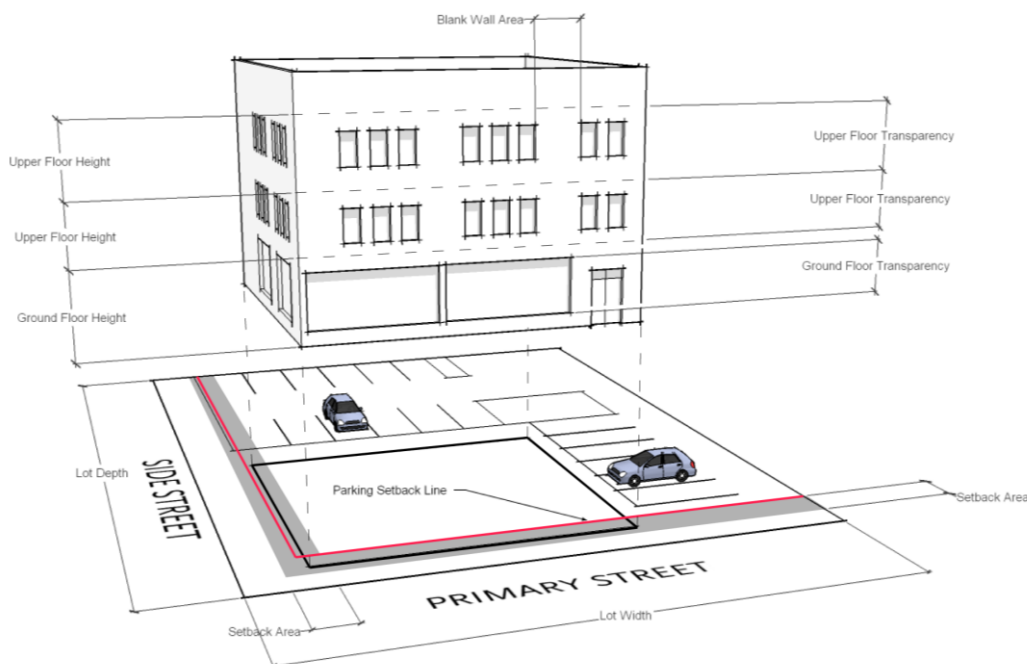 Blank Wall Area
Upper Floor Height
Upper Floor Transparency
Upper Floor Height
Upper Floor Transparency
Ground Floor Height
Ground Floor Transparency
Lot Depth
SIDE STREET
Parking Setback Line
Setback Area
PRIMARY STREET
Lot Width
Setback Area